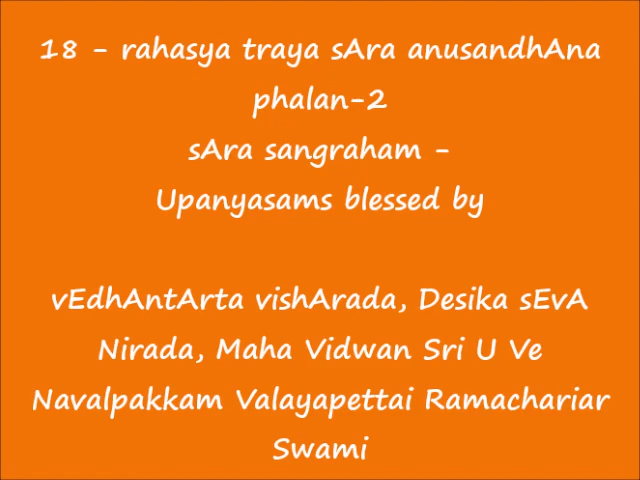 18 - rahasya traya sAra anusandhAna
phalan-2
sAra sangraham -
Upanyasams blessed by
vEdhAntArta vishArada, Desika sEvA
Nirada, Maha Vidwan Sri U Ve
Navalpakkam Valayapettai Ramachariar
Swami